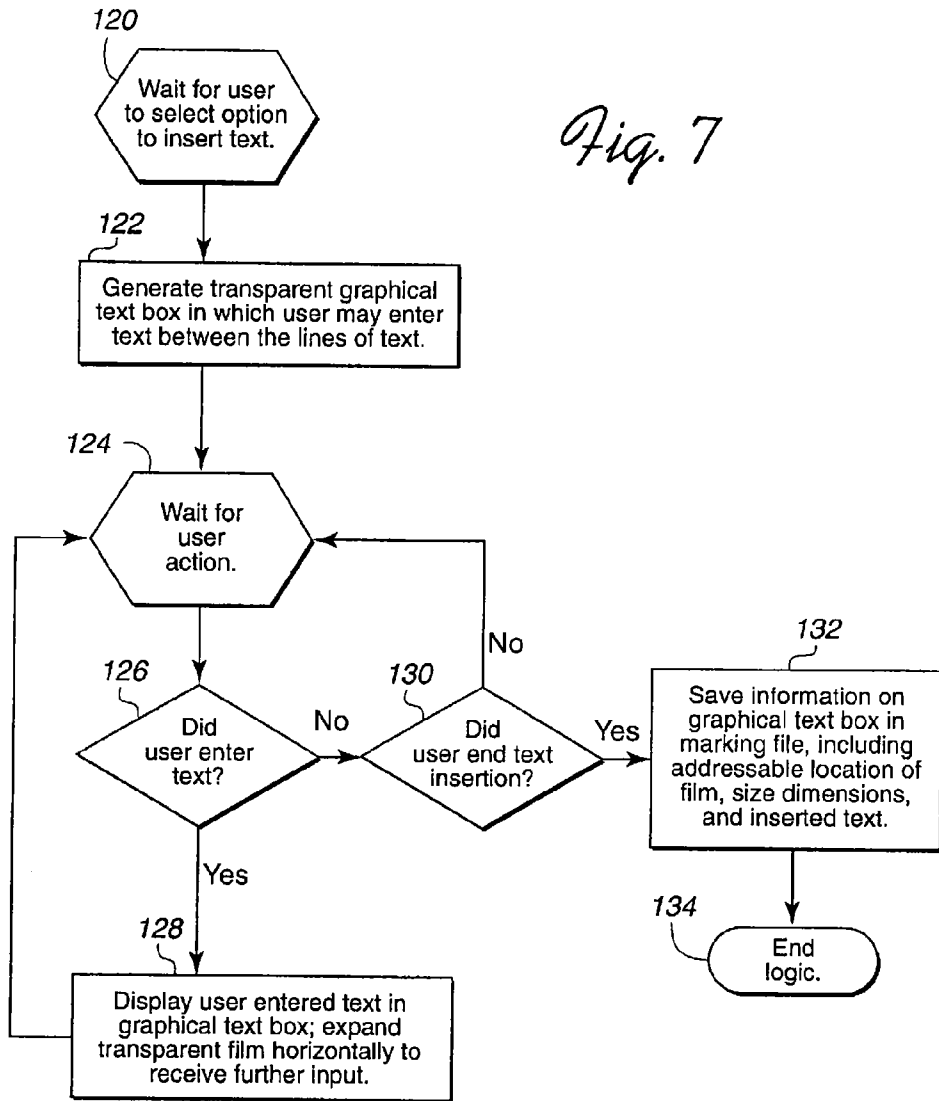 120
Wait for user
to select option
to insert text.
Fig. 7
122
Generate transparent graphical
text box in which user may enter
text between the lines of text.
124
Wait for
user
action.
126
Did
user enter
text?
No
130
Did
user end text
insertion?
No
Yes
132
Save information on
graphical text box in
marking file, including
addressable location of
film, size dimensions,
and inserted text.
Yes
128
Display user entered text in
graphical text box; expand
transparent film horizontally to
receive further input.
134
End
logic.